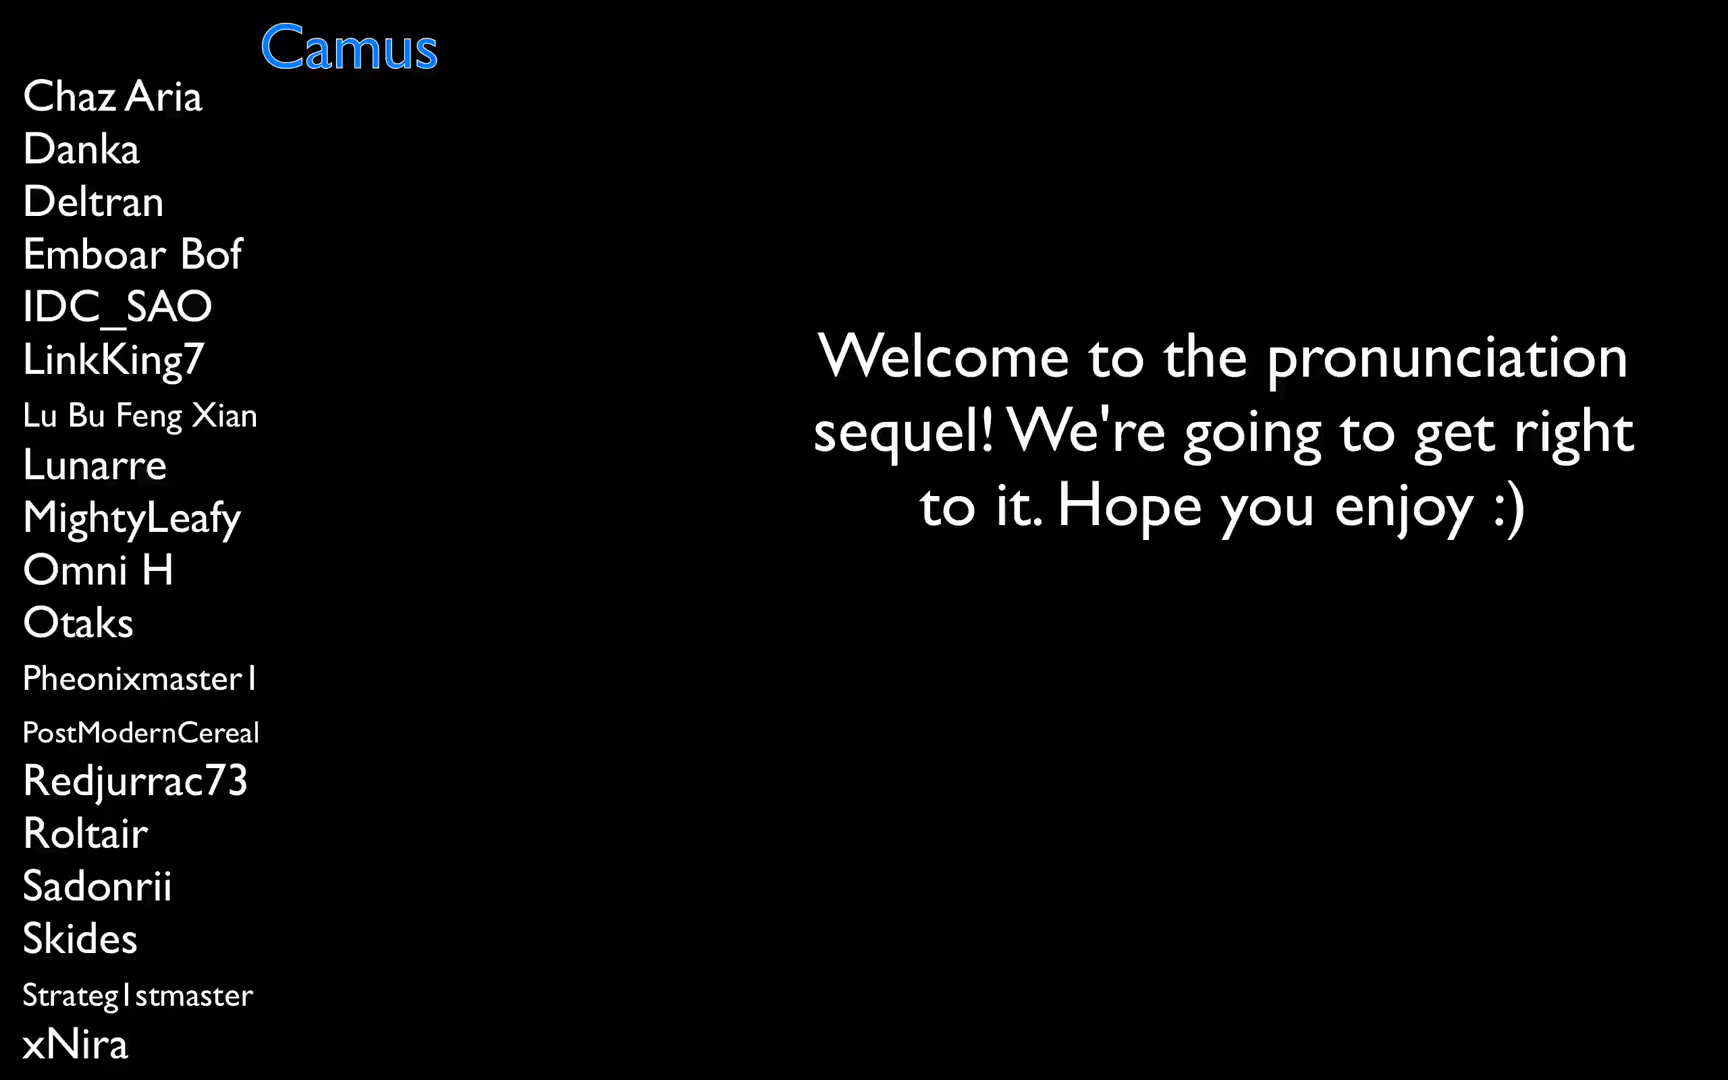 Camus
Chaz Aria
Danka
Deltran
Emboar Bof
IDC_SAO
LinkKing7
Lu Bu Feng Xian
Lunarre
MightyLeafy
Omni H
Otaks
Pheonixmaster1
PostModernCereal
Redjurrac73
Roltair
Sadonrii
Skides
Strateg1stmaster
xNira
Welcome to the pronunciation
sequel! We're going to get right
to it. Hope you enjoy :)